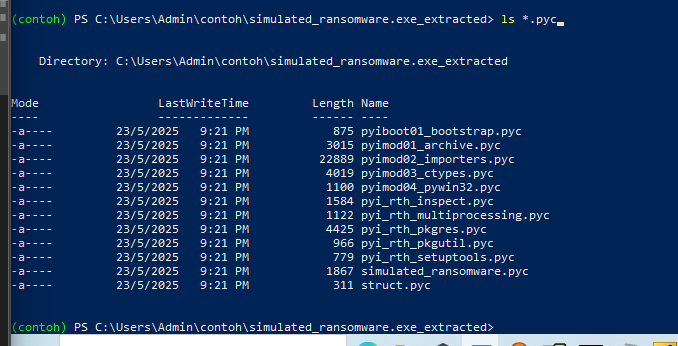 (contoh) PS C:\Users\Admin\contoh\simulated_ransomware.exe_extracted> ls *.pyc
Directory: C:\Users\Admin\contoh\simulated_ransomware.exe_extracted
Mode LastWriteTime Length Name
---- ------------- ------ ----
-a---- 23/5/2025 9:21 PM 875 pyiboot01_bootstrap.pyc
-a---- 23/5/2025 9:21 PM 3015 pyimod01_archive.pyc
-a---- 23/5/2025 9:21 PM 22889 pyimod02_importers.pyc
-a---- 23/5/2025 9:21 PM 4019 pyimod03_ctypes.pyc
-a---- 23/5/2025 9:21 PM 1100 pyimod04_pywin32.pyc
-a---- 23/5/2025 9:21 PM 1584 pyi_rth_inspect.pyc
-a---- 23/5/2025 9:21 PM 1122 pyi_rth_multiprocessing.pyc
-a---- 23/5/2025 9:21 PM 4425 pyi_rth_pkgres.pyc
-a---- 23/5/2025 9:21 PM 966 pyi_rth_pkgutil.pyc
-a---- 23/5/2025 9:21 PM 779 pyi_rth_setuptools.pyc
-a---- 23/5/2025 9:21 PM 1867 simulated_ransomware.pyc
-a---- 23/5/2025 9:21 PM 311 struct.pyc
(contoh) PS C:\Users\Admin\contoh\simulated_ransomware.exe_extracted>